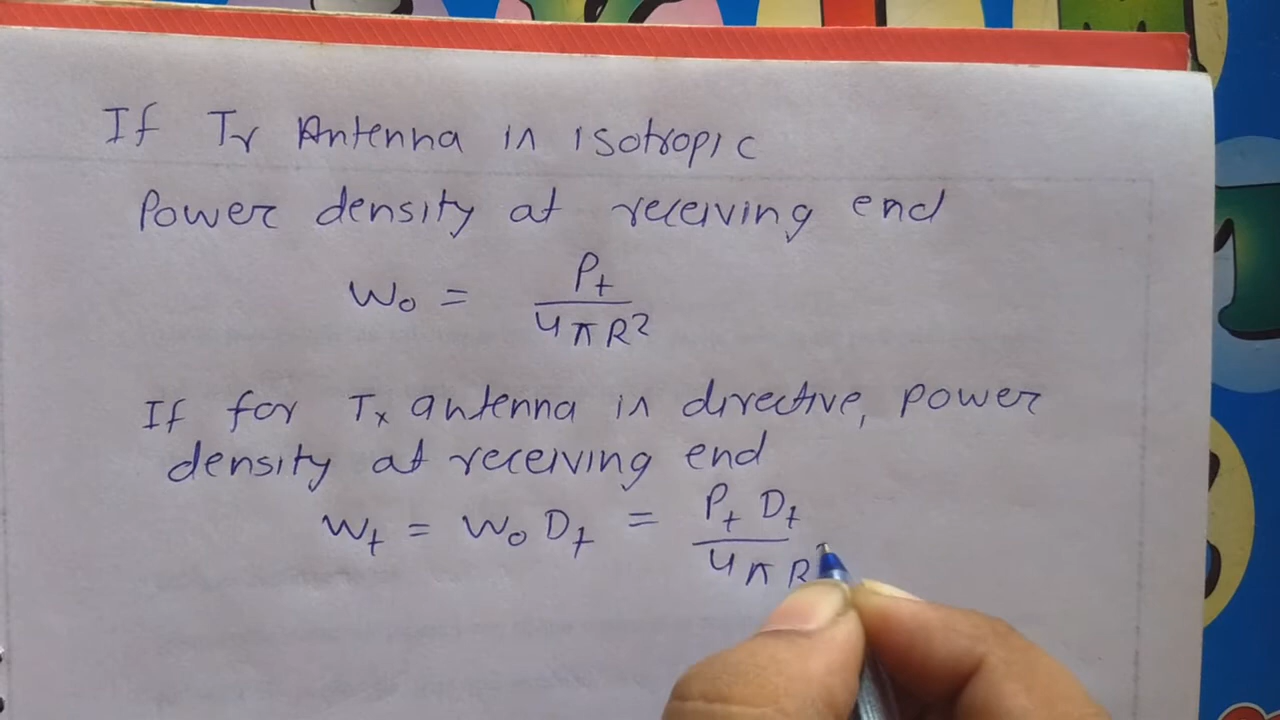 If Tr Antenna in isotropic
Power density at receiving end
W₀ = Pₜ / 4πR²
If for Tx antenna in directive, power
density at receiving end
Wₜ = W₀ Dₜ = Pₜ Dₜ / 4πR